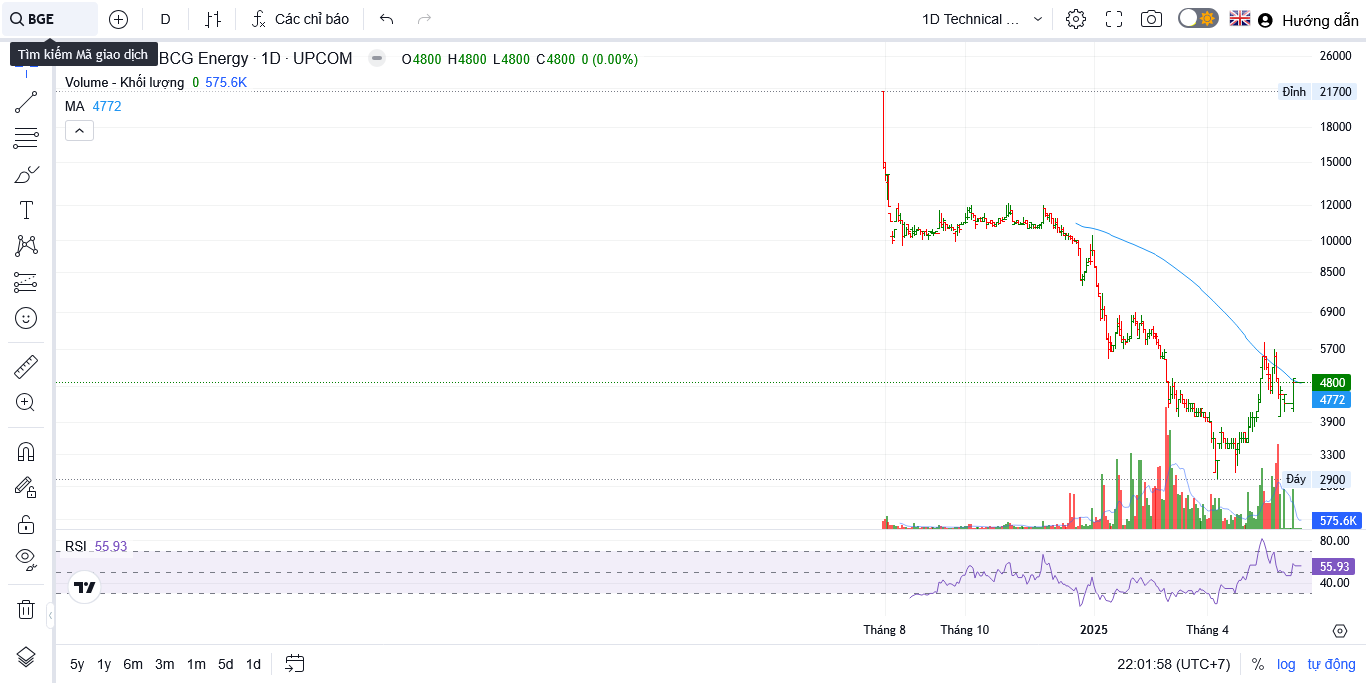 BGE
D
Các chỉ báo
1D Technical ...
Hướng dẫn
Tìm kiếm Mã giao dịch
BCG Energy · 1D · UPCOM
O4800 H4800 L4800 C4800 0 (0.00%)
Volume - Khối lượng 0 575.6K
MA 4772
26000
Đỉnh 21700
18000
15000
12000
10000
8500
6900
5700
4800
4772
3900
3300
Đáy 2900
575.6K
RSI 55.93
80.00
55.93
40.00
Tháng 8
Tháng 10
2025
Tháng 4
5y 1y 6m 3m 1m 5d 1d
22:01:58 (UTC+7)
% log tự động